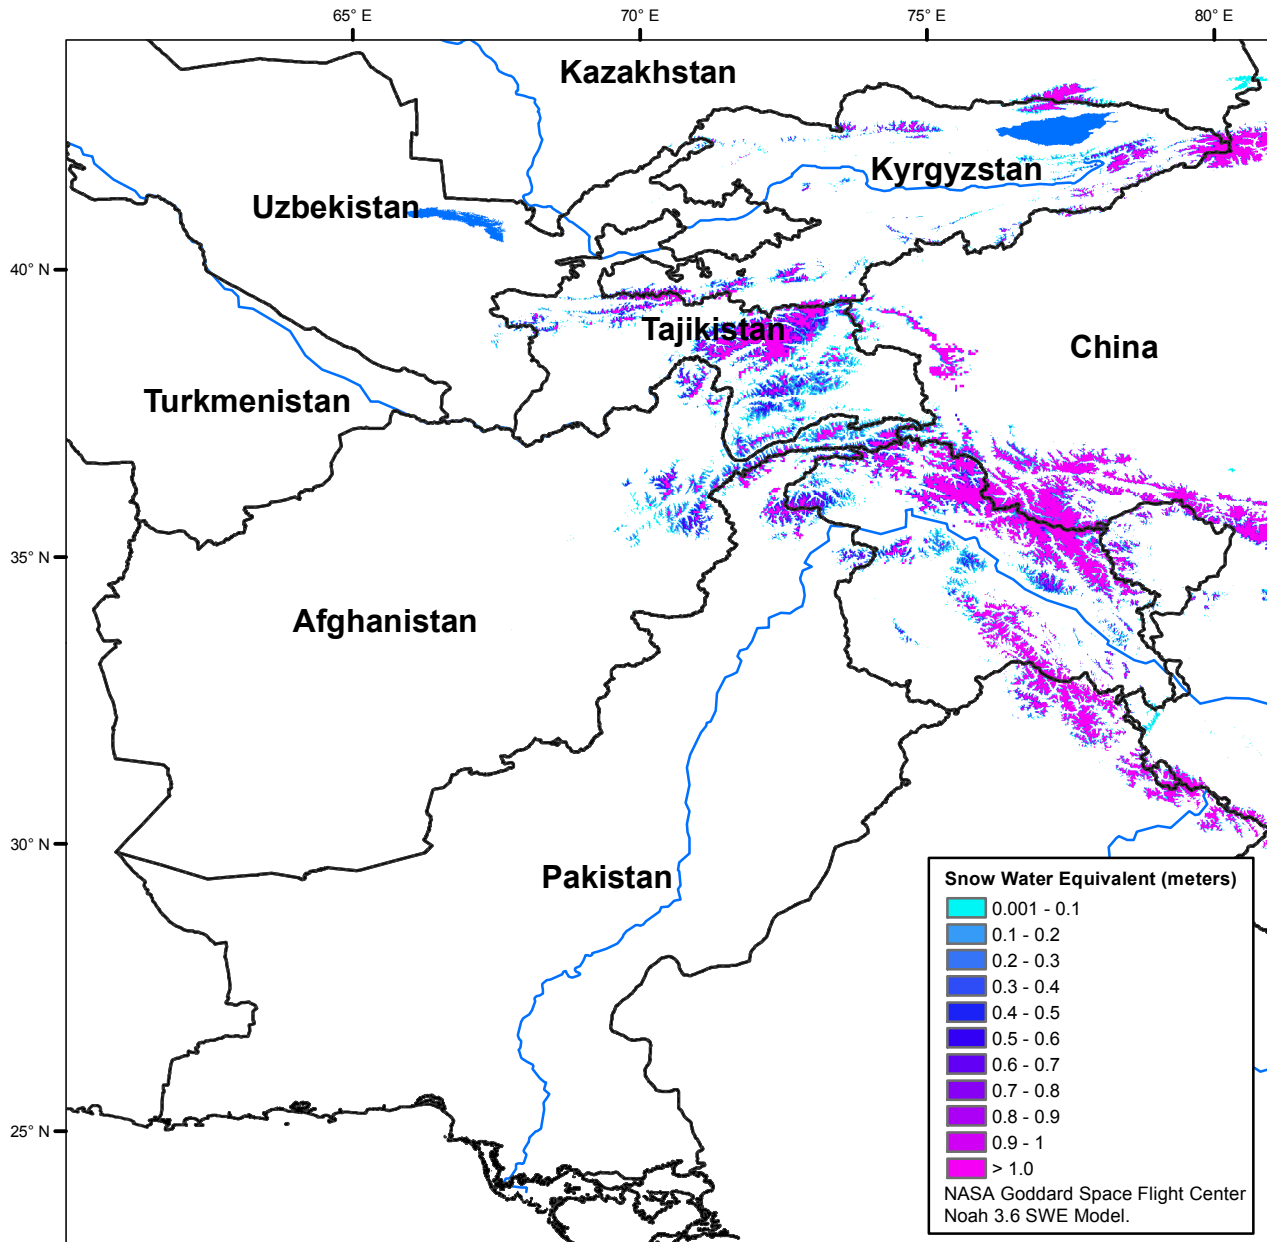 65° E
70° E
75° E
80° E
Kazakhstan
Kyrgyzstan
Uzbekistan
40° N
Tajikistan
China
Turkmenistan
35° N
Afghanistan
30° N
Pakistan
25° N
Snow Water Equivalent (meters)
0.001 - 0.1
0.1 - 0.2
0.2 - 0.3
0.3 - 0.4
0.4 - 0.5
0.5 - 0.6
0.6 - 0.7
0.7 - 0.8
0.8 - 0.9
0.9 - 1
> 1.0
NASA Goddard Space Flight Center
Noah 3.6 SWE Model.